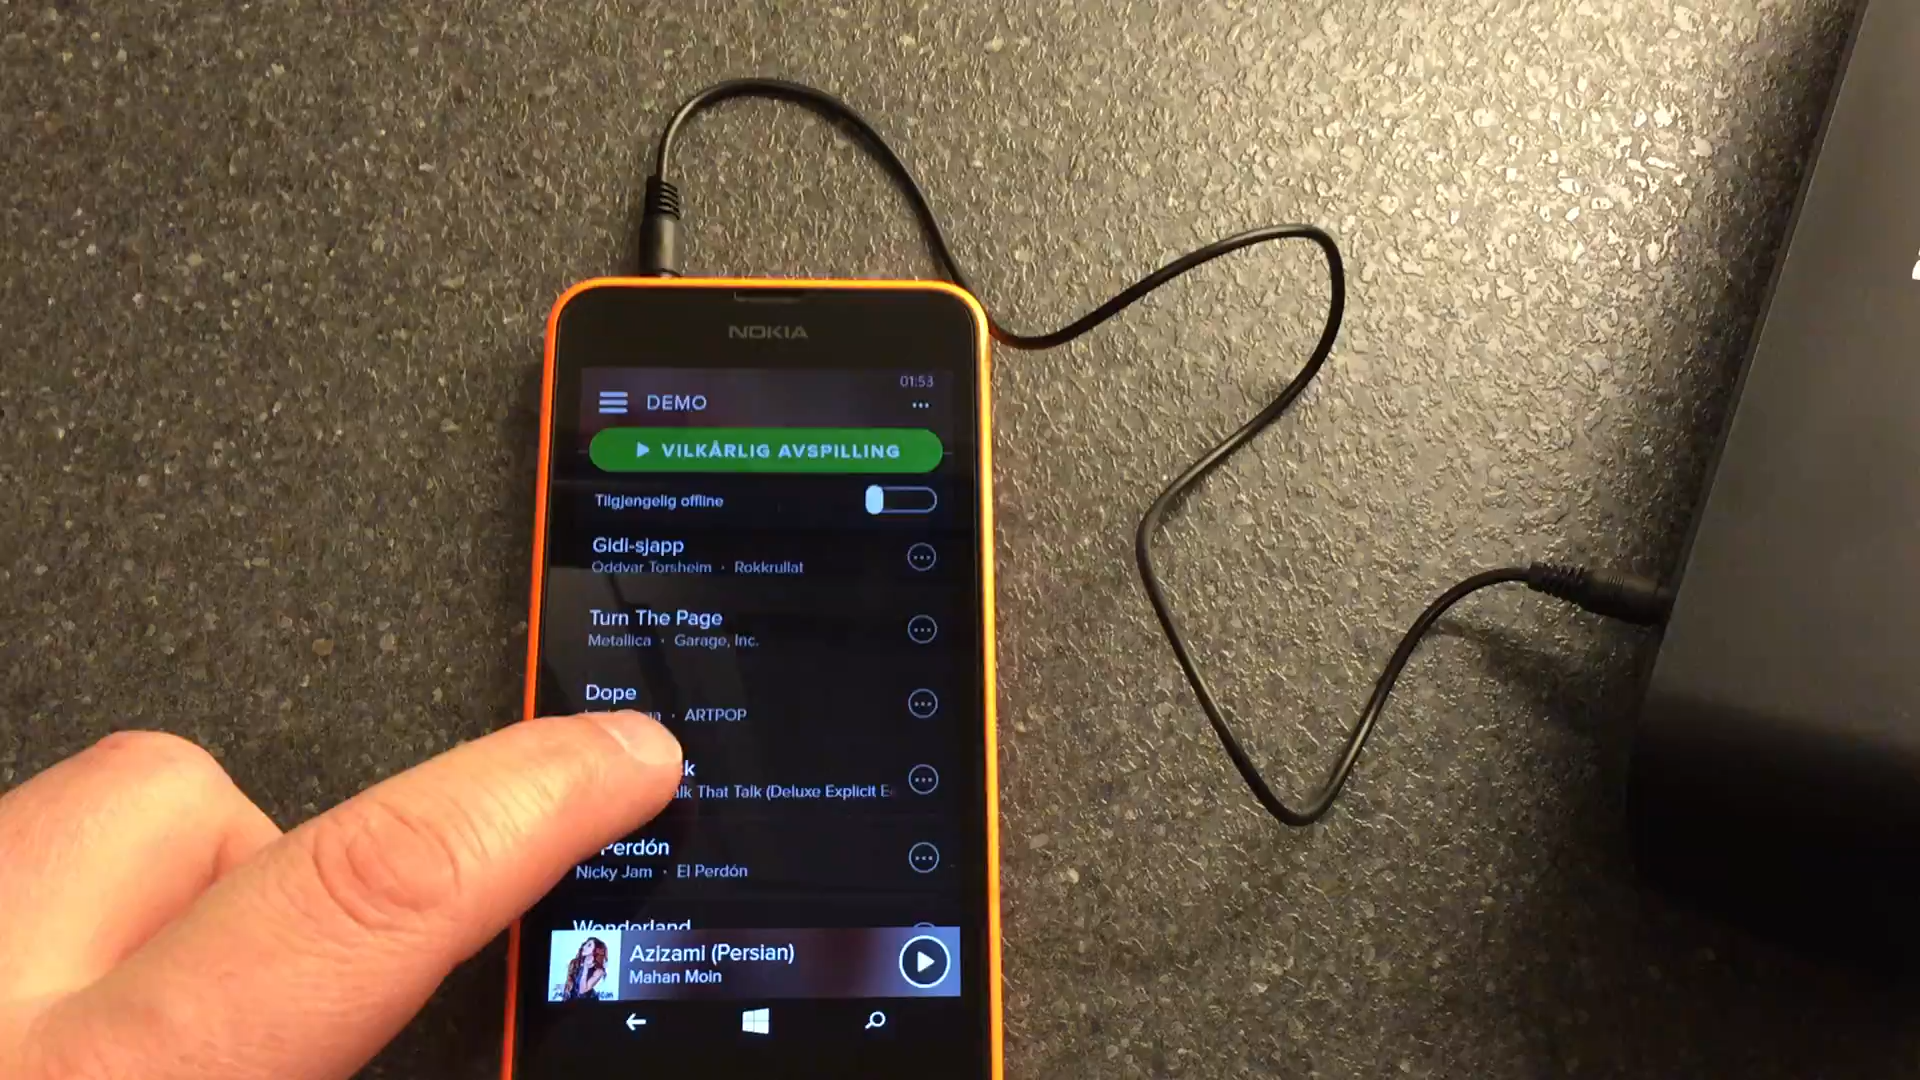 NOKIA
01:53
DEMO
VILKÅRLIG AVSPILLING
Tilgjengelig offline
Gidi-sjapp
Oddvar Torsheim • Rokkrullat
Turn The Page
Metallica • Garage, Inc.
Dope
• ARTPOP
That Talk (Deluxe Explicit
Perdón
Nicky Jam • El Perdón
Wonderland
Azizami (Persian)
Mahan Moin